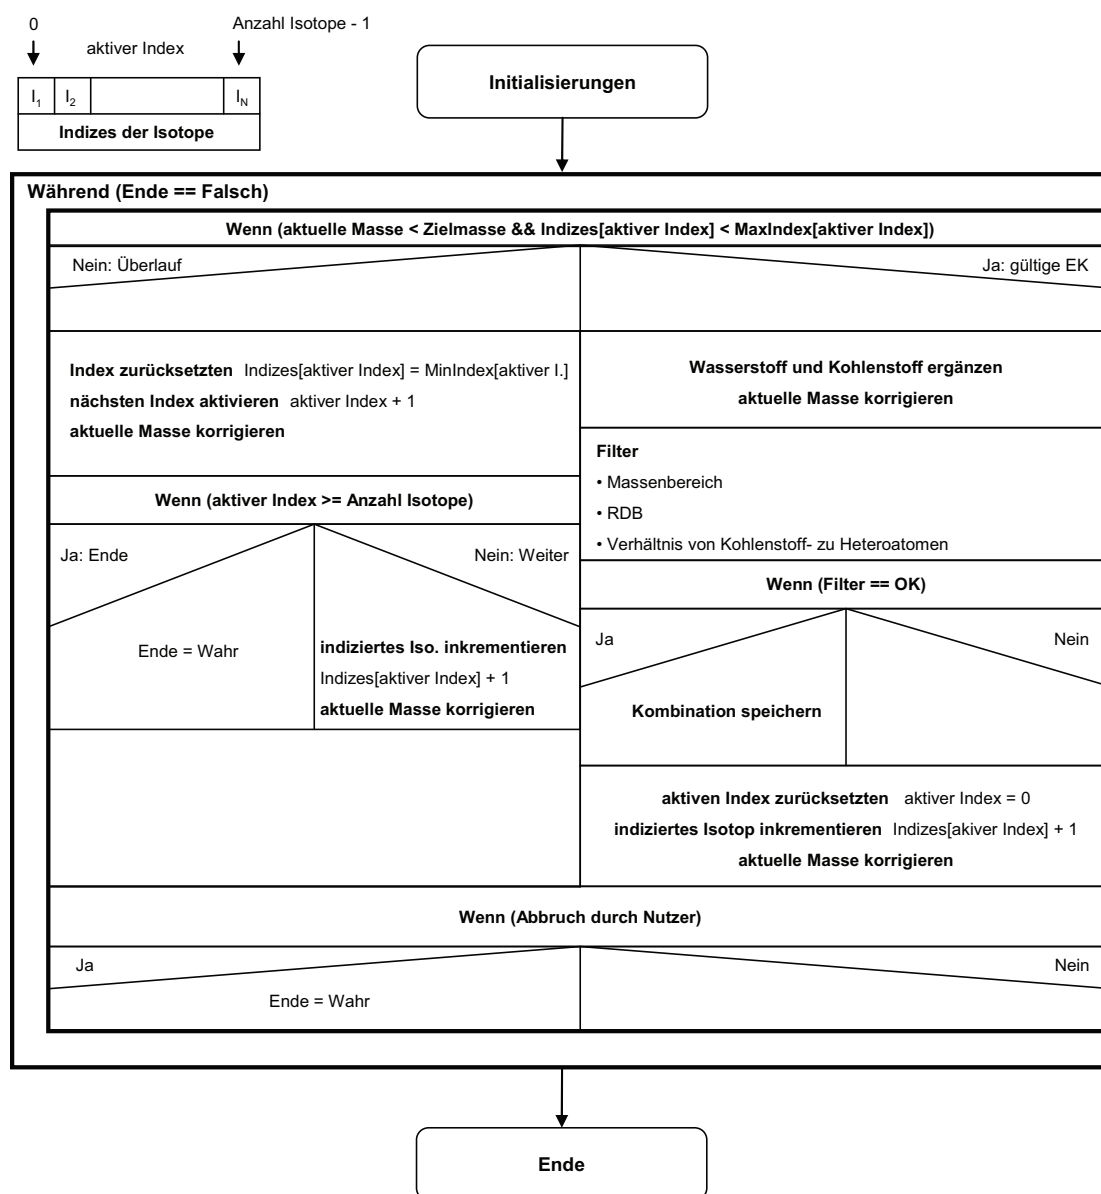 0
Anzahl Isotope - 1
aktiver Index
I1 I2 IN
Indizes der Isotope
Initialisierungen
Während (Ende == Falsch)
Wenn (aktuelle Masse < Zielmasse && Indizes[aktiver Index] < MaxIndex[aktiver Index])
Nein: Überlauf
Ja: gültige EK
Index zurücksetzten Indizes[aktiver Index] = MinIndex[aktiver I.]
nächsten Index aktivieren aktiver Index + 1
aktuelle Masse korrigieren
Wenn (aktiver Index >= Anzahl Isotope)
Ja: Ende
Nein: Weiter
Ende = Wahr
indiziertes Iso. inkrementieren
Indizes[aktiver Index] + 1
aktuelle Masse korrigieren
Wasserstoff und Kohlenstoff ergänzen
aktuelle Masse korrigieren
Filter
• Massenbereich
• RDB
• Verhältnis von Kohlenstoff- zu Heteroatomen
Wenn (Filter == OK)
Ja
Nein
Kombination speichern
aktiven Index zurücksetzten aktiver Index = 0
indiziertes Isotop inkrementieren Indizes[akiver Index] + 1
aktuelle Masse korrigieren
Wenn (Abbruch durch Nutzer)
Ja
Nein
Ende = Wahr
Ende